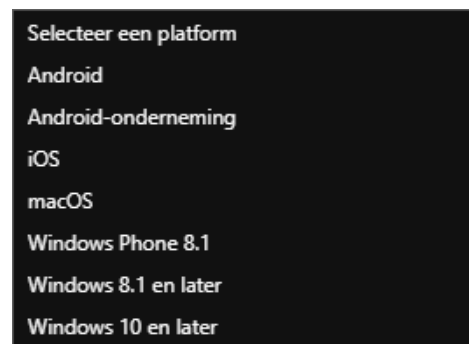 Selecteer een platform
Android
Android-onderneming
iOS
macOS
Windows Phone 8.1
Windows 8.1 en later
Windows 10 en later